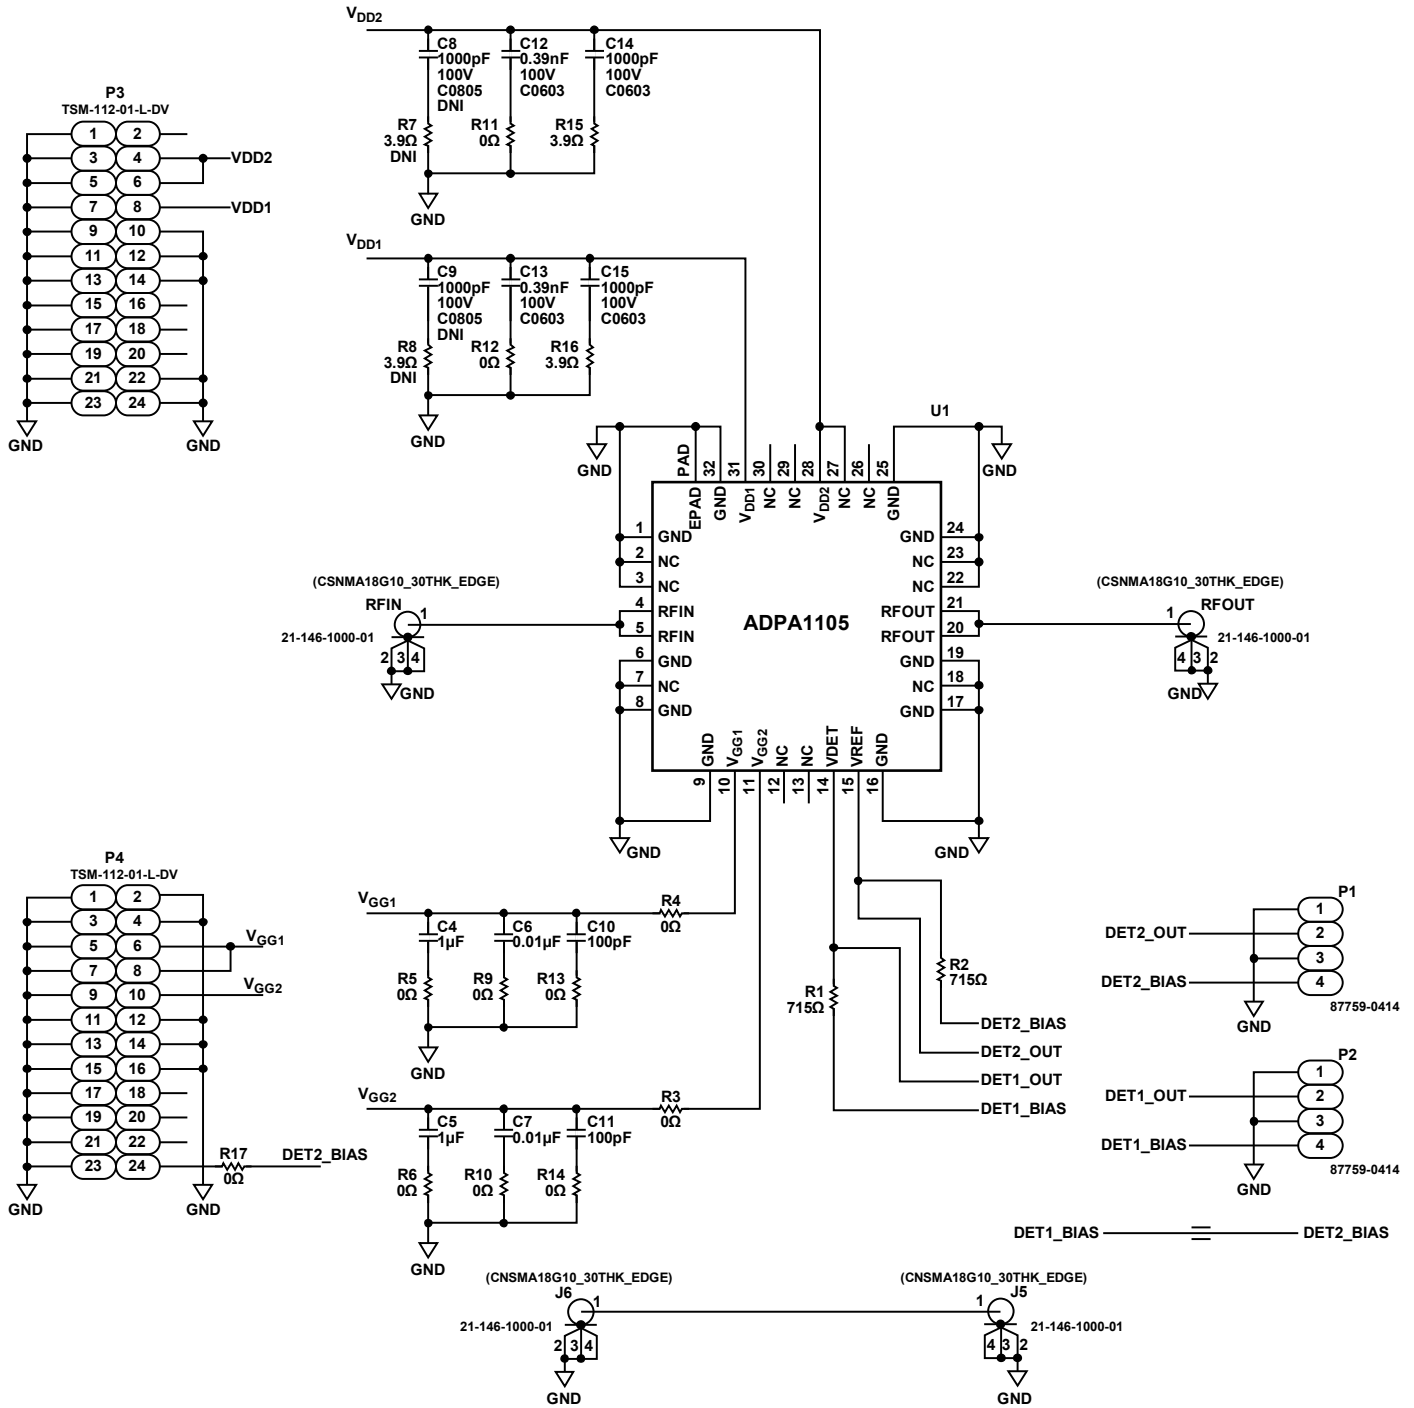 VDD2
C8
1000pF
100V
C0805
DNI
C12
0.39nF
100V
C0603
C14
1000pF
100V
C0603
R7
3.9Ω
DNI
R11
0Ω
R15
3.9Ω
GND
P3
TSM-112-01-L-DV
1 2
3 4 VDD2
5 6
7 8 VDD1
9 10
11 12
13 14
15 16
17 18
19 20
21 22
23 24
GND GND
VDD1
C9
1000pF
100V
C0805
DNI
C13
0.39nF
100V
C0603
C15
1000pF
100V
C0603
R8
3.9Ω
DNI
R12
0Ω
R16
3.9Ω
GND
U1
GND
GND
PAD 32 31 30 29 28 27 26 25
EPAD GND VDD1 NC NC VDD2 NC NC GND
1 GND
2 NC
3 NC
4 RFIN
5 RFIN
6 GND
7 NC
8 GND
ADPA1105
GND 24
NC 23
NC 22
RFOUT 21
RFOUT 20
GND 19
NC 18
GND 17
GND VGG1 VGG2 NC NC VDET VREF GND
9 10 11 12 13 14 15 16
GND
GND
(CSNMA18G10_30THK_EDGE)
RFIN
1
21-146-1000-01
2 3 4
GND
(CSNMA18G10_30THK_EDGE)
RFOUT
1
21-146-1000-01
4 3 2
GND
P4
TSM-112-01-L-DV
1 2
3 4
5 6 VGG1
7 8
9 10 VGG2
11 12
13 14
15 16
17 18
19 20
21 22
23 24
R17
0Ω
DET2_BIAS
GND GND
VGG1
C4
1µF
C6
0.01µF
C10
100pF
R4
0Ω
R5
0Ω
R9
0Ω
R13
0Ω
GND
VGG2
C5
1µF
C7
0.01µF
C11
100pF
R3
0Ω
R6
0Ω
R10
0Ω
R14
0Ω
GND
R1
715Ω
R2
715Ω
DET2_BIAS
DET2_OUT
DET1_OUT
DET1_BIAS
P1
1
DET2_OUT 2
3
DET2_BIAS 4
87759-0414
GND
P2
1
DET1_OUT 2
3
DET1_BIAS 4
87759-0414
GND
DET1_BIAS DET2_BIAS
(CNSMA18G10_30THK_EDGE)
J6
1
21-146-1000-01
2 3 4
GND
(CNSMA18G10_30THK_EDGE)
J5
1
21-146-1000-01
4 3 2
GND